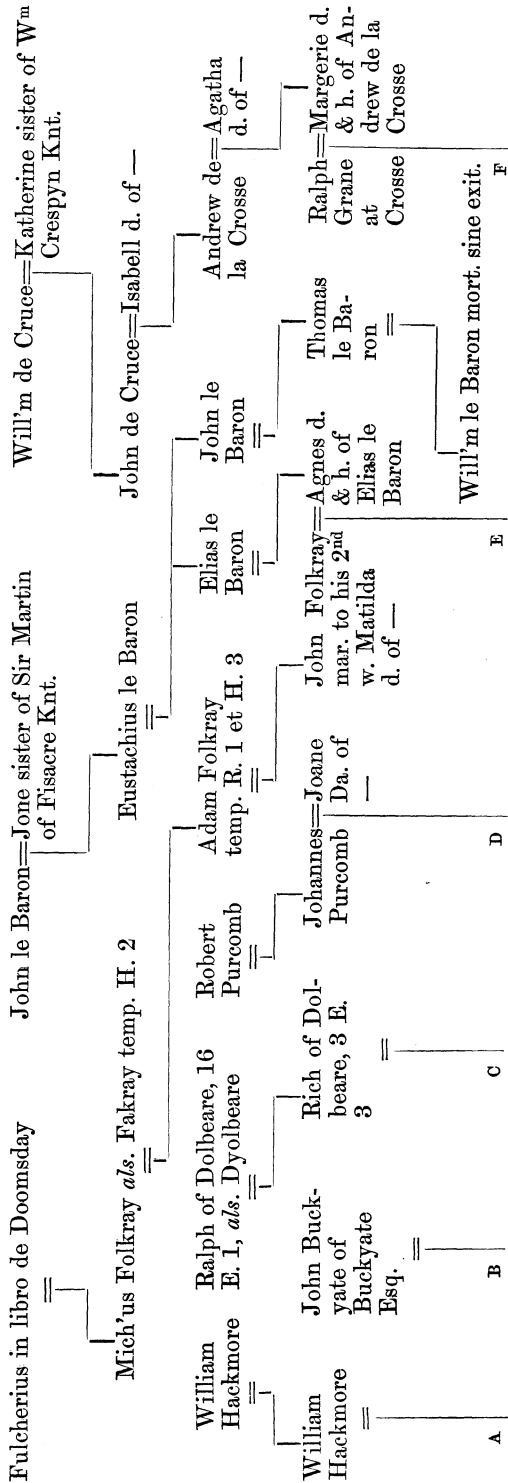 Fulcherius in libro de Doomsday
John le Baron=Jone sister of Sir Martin
of Fisacre Knt.
Will'm de Cruce=Katherine sister of Wm
Crespyn Knt.
Mich'us Folkray als. Fakray temp. H. 2
Eustachius le Baron
John de Cruce=Isabell d. of —
William
Hackmore
Ralph of Dolbeare, 16
E. 1, als. Dyolbeare
Robert
Purcomb
Adam Folkray
temp. R. 1 et H. 3
Elias le
Baron
John le
Baron
Andrew de=Agatha
la Crosse d. of —
William
Hackmore
John Buck-
yate of
Buckyate
Esq.
Rich of Dol-
beare, 3 E.
3
Johannes=Joane
Purcomb Da. of
—
John Folkray=Agnes d.
mar. to his 2nd & h. of
w. Matilda Elias le
d. of — Baron
Thomas
le Ba-
ron
Ralph=Margerie d.
Grane & h. of An-
at drew de la
Crosse Crosse
Will'm le Baron mort. sine exit.
A B C D E F